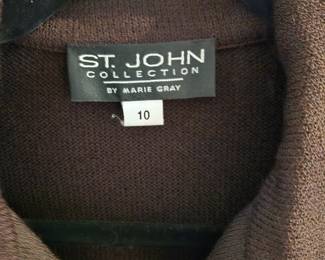 ST. JOHN
COLLECTION
BY MARIE GRAY
10